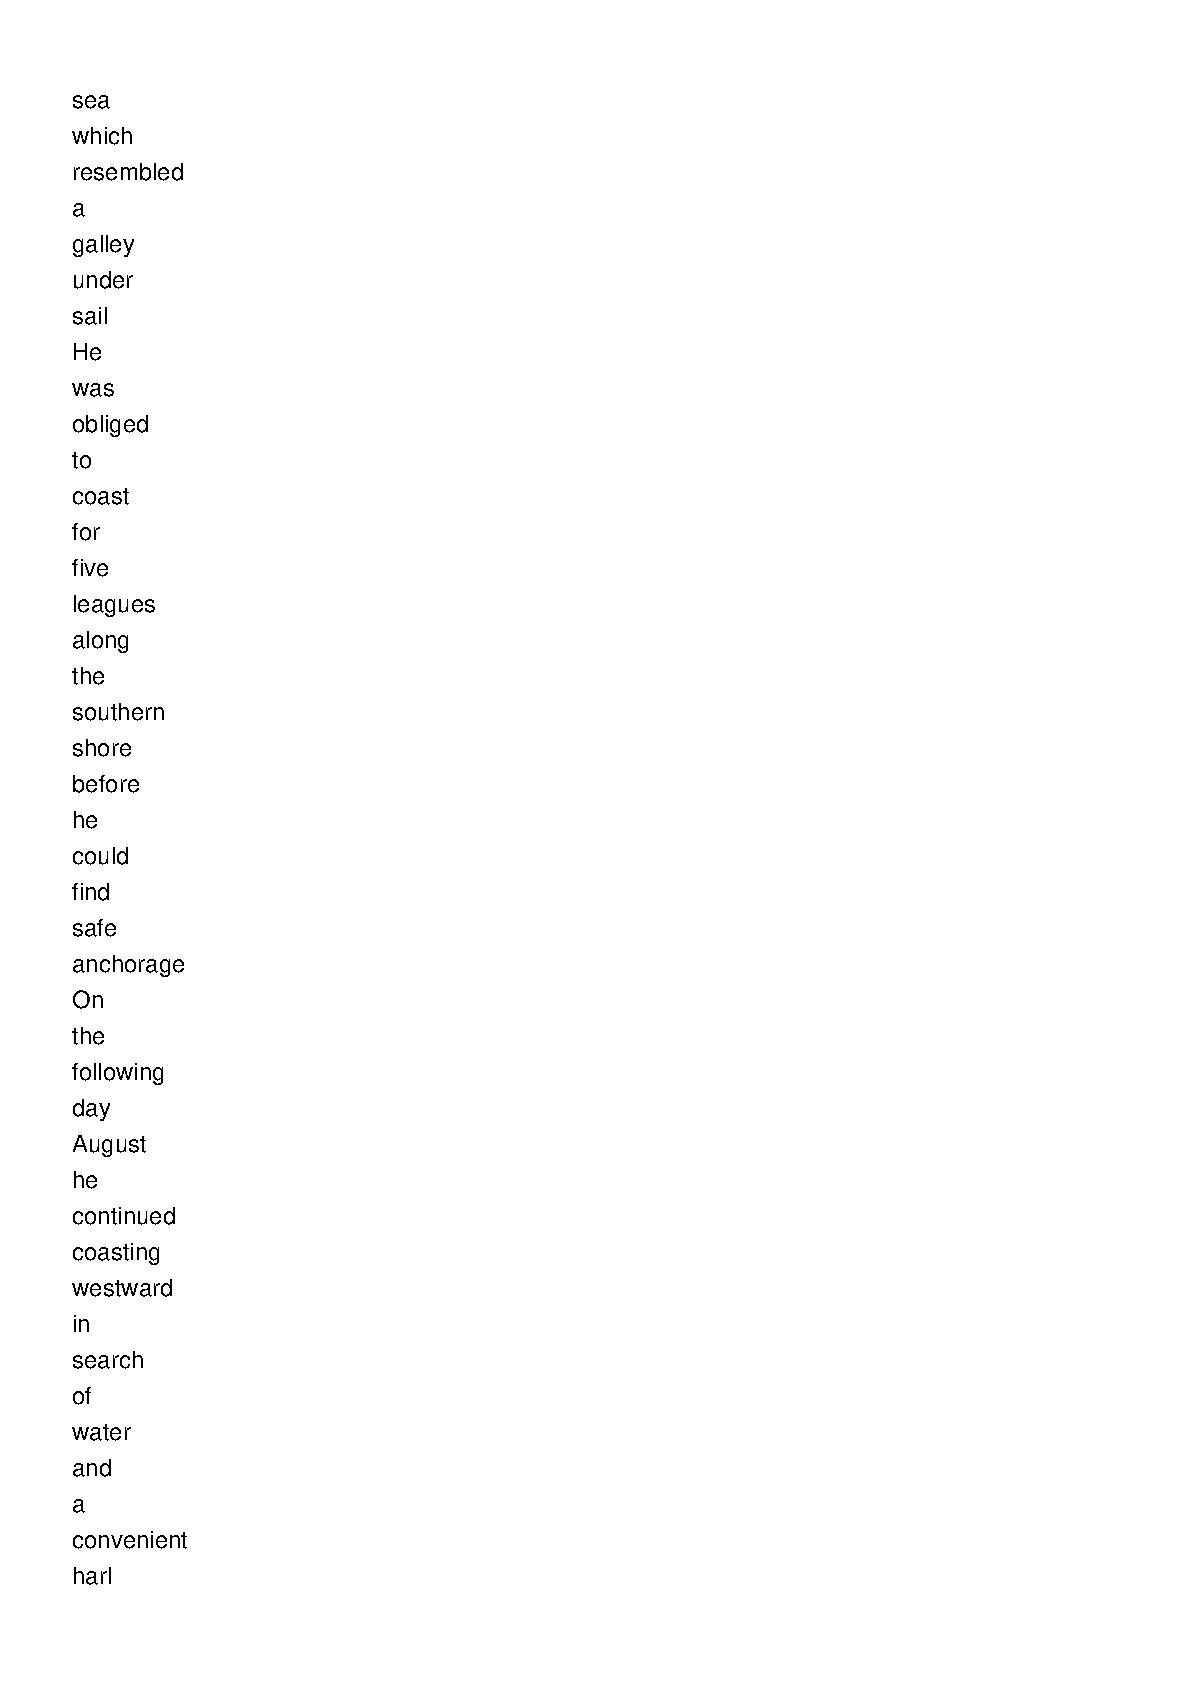 sea
which
resembled
a
galley
under
sail
He
was
obliged
to
coast
for
five
leagues
along
the
southern
shore
before
he
could
find
safe
anchorage
On
the
following
day
August
he
continued
coasting
westward
in
search
of
water
and
a
convenient
harl